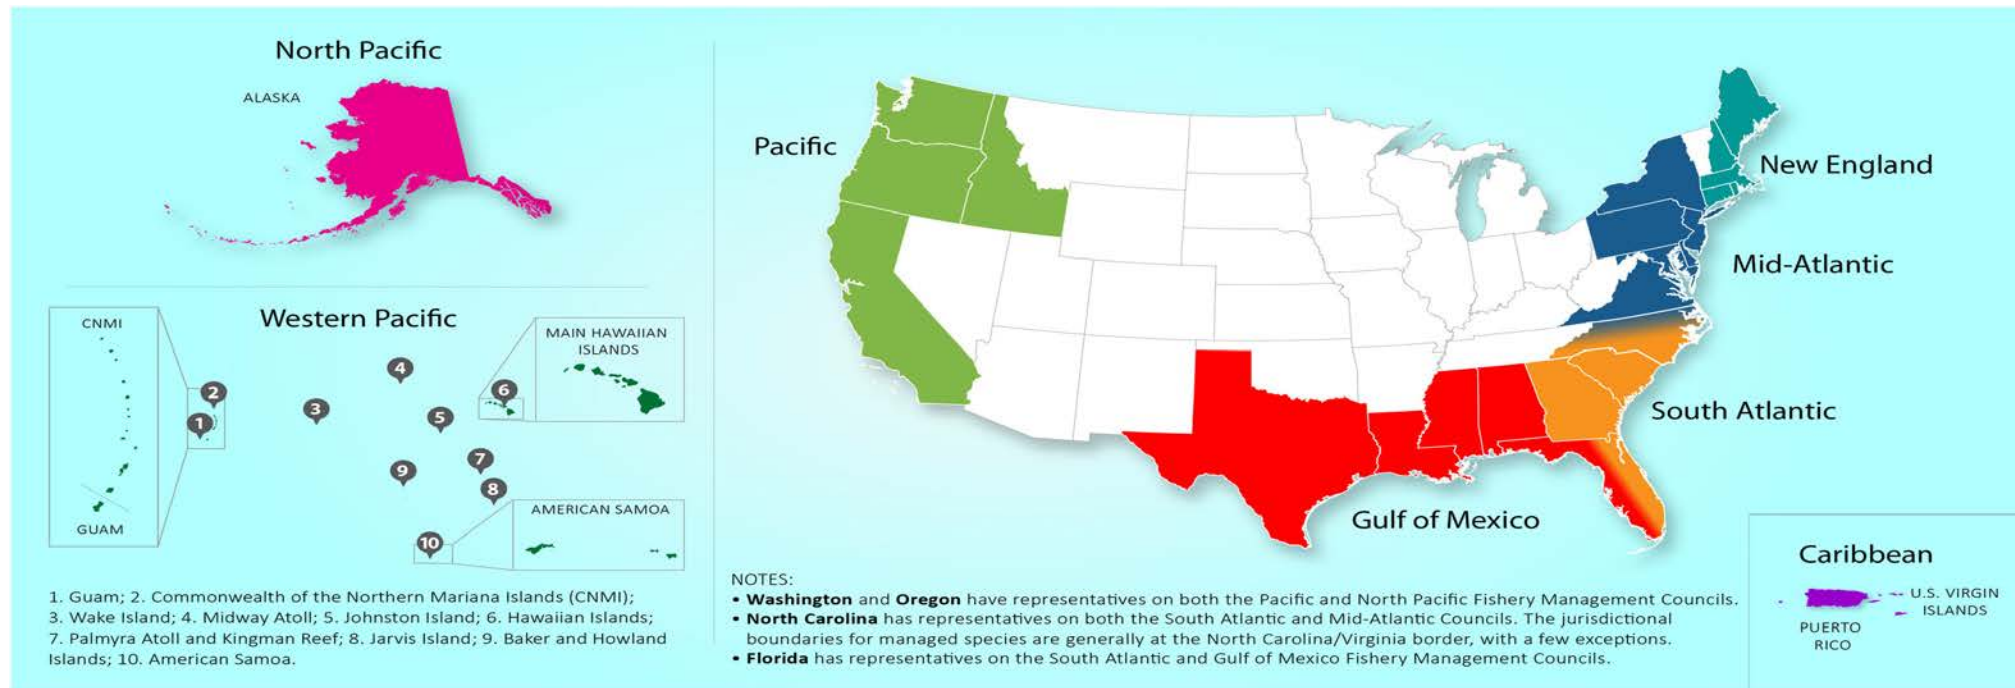 North Pacific
ALASKA
Western Pacific
CNMI
GUAM
MAIN HAWAIIAN
ISLANDS
4
6
2
3
5
1
7
9
8
AMERICAN SAMOA
10
1. Guam; 2. Commonwealth of the Northern Mariana Islands (CNMI);
3. Wake Island; 4. Midway Atoll; 5. Johnston Island; 6. Hawaiian Islands;
7. Palmyra Atoll and Kingman Reef; 8. Jarvis Island; 9. Baker and Howland
Islands; 10. American Samoa.
Pacific
New England
Mid-Atlantic
South Atlantic
Gulf of Mexico
Caribbean
U.S. VIRGIN
ISLANDS
PUERTO
RICO
NOTES:
• Washington and Oregon have representatives on both the Pacific and North Pacific Fishery Management Councils.
• North Carolina has representatives on both the South Atlantic and Mid-Atlantic Councils. The jurisdictional
boundaries for managed species are generally at the North Carolina/Virginia border, with a few exceptions.
• Florida has representatives on the South Atlantic and Gulf of Mexico Fishery Management Councils.